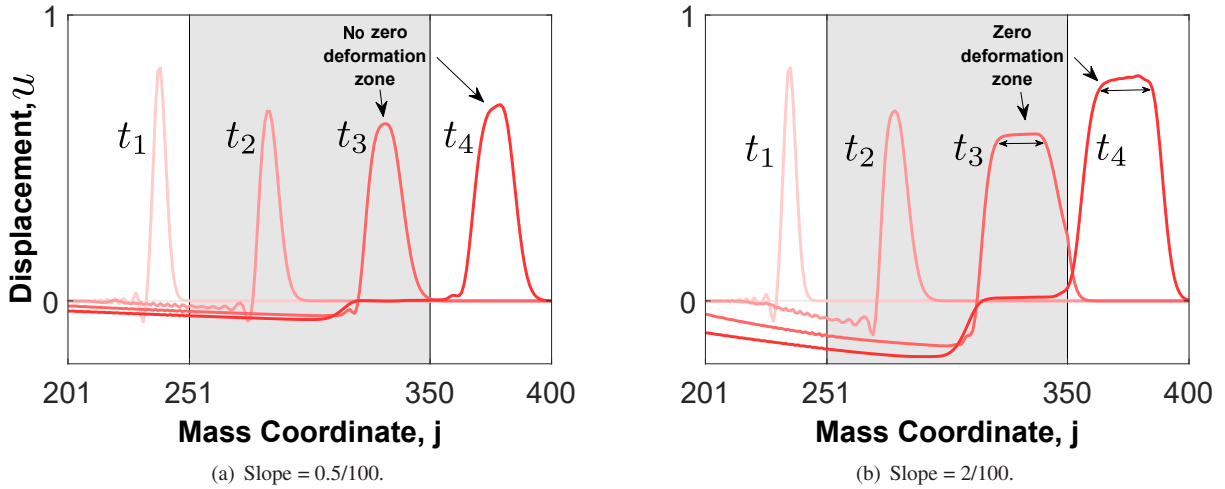 1
No zero
deformation
zone
t1
t2
t3
t4
Displacement, u
0
201
251
350
400
Mass Coordinate, j
(a) Slope = 0.5/100.
1
Zero
deformation
zone
t1
t2
t3
t4
0
201
251
350
400
Mass Coordinate, j
(b) Slope = 2/100.